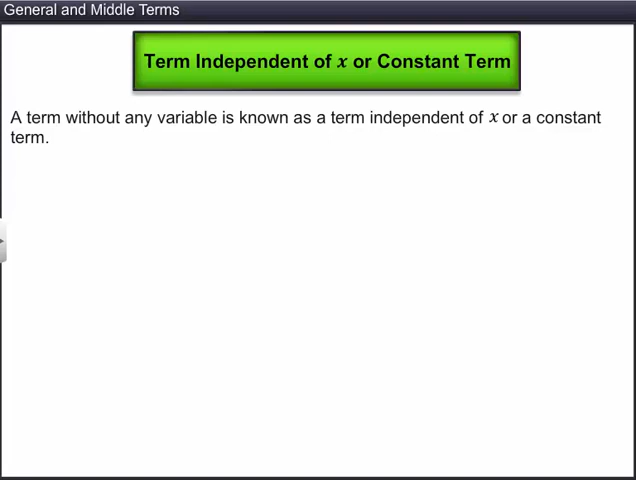 General and Middle Terms
Term Independent of x or Constant Term
A term without any variable is known as a term independent of x or a constant
term.